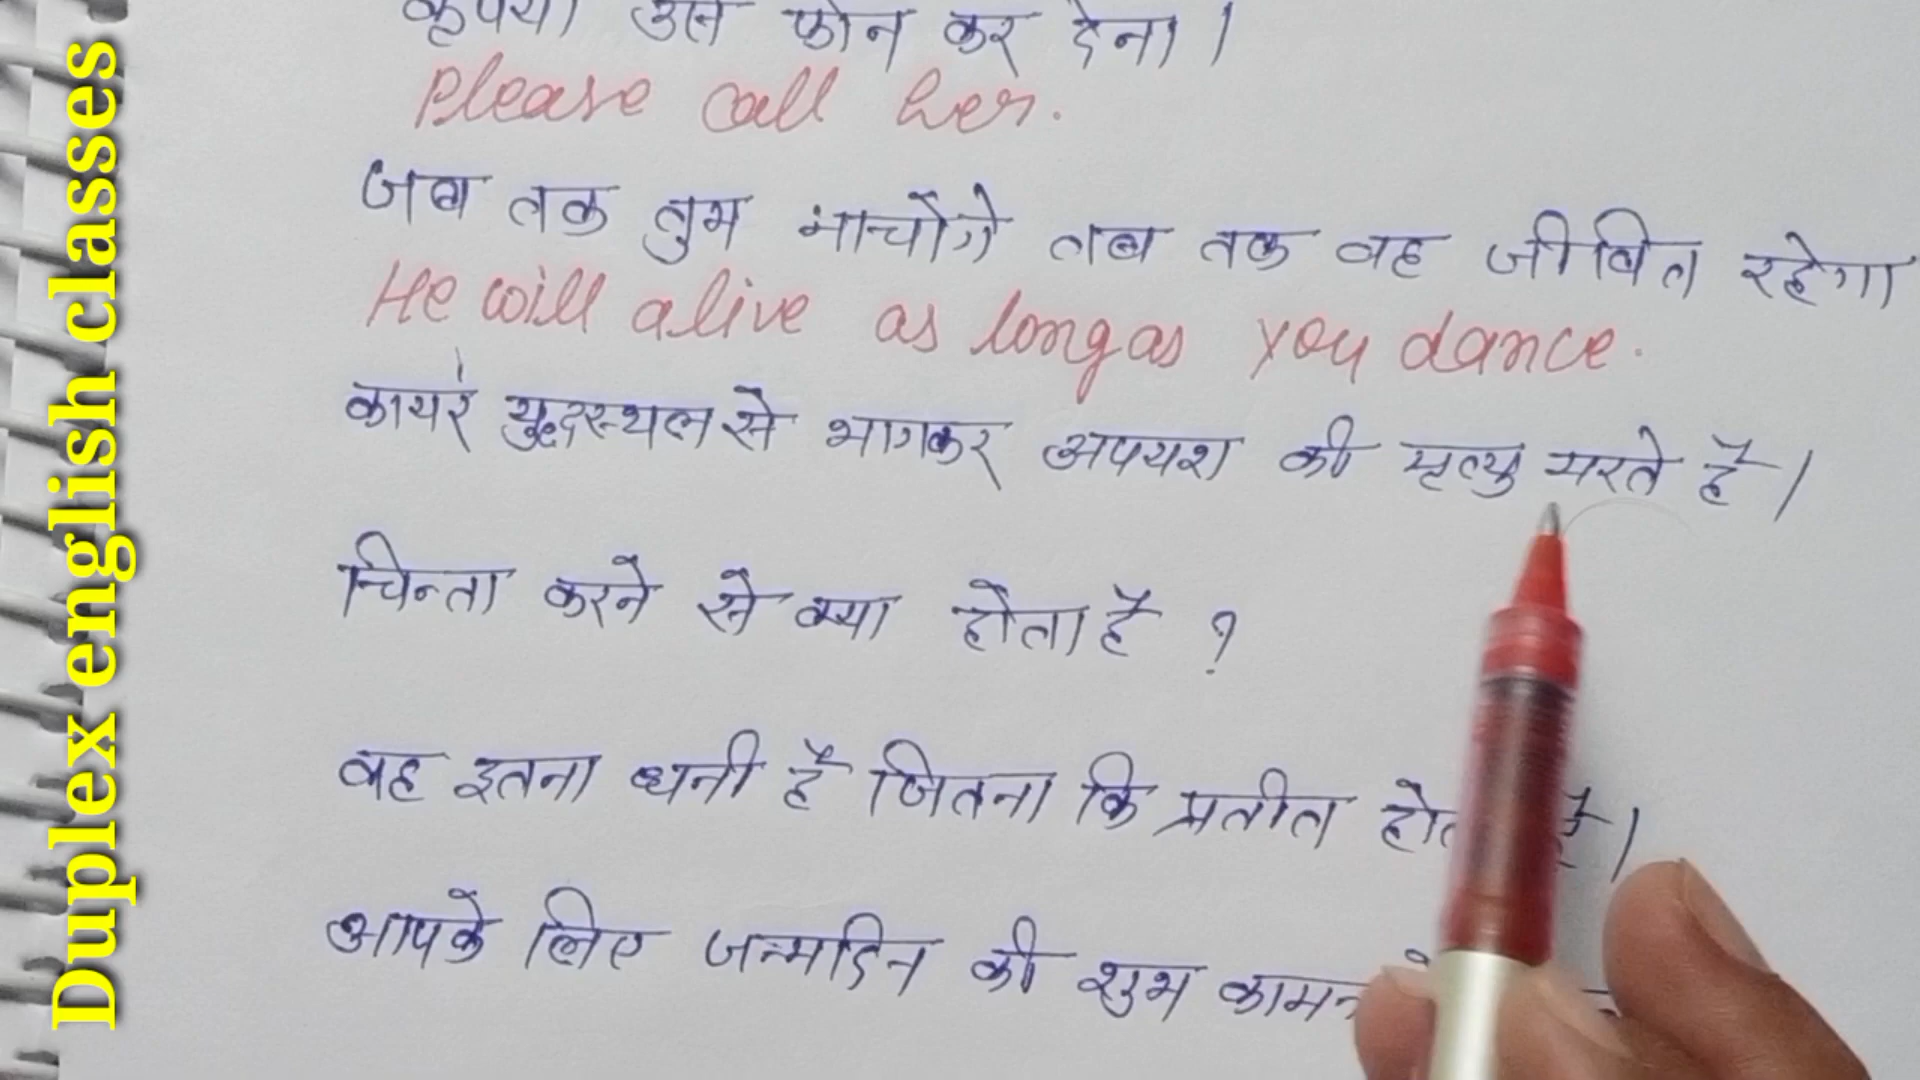 Duplex english classes
कृपया उसे फोन कर देना।
Please call her.
जब तक तुम नाचोगे तब तक वह जीवित रहेगा
He will alive as long as you dance.
कायर युद्धस्थल से भागकर अपयश की मृत्यु मरते है।
चिन्ता करने से क्या होता है ?
वह इतना धनी है जितना कि प्रतीत है।
आपके लिए जन्मदिन की शुभ